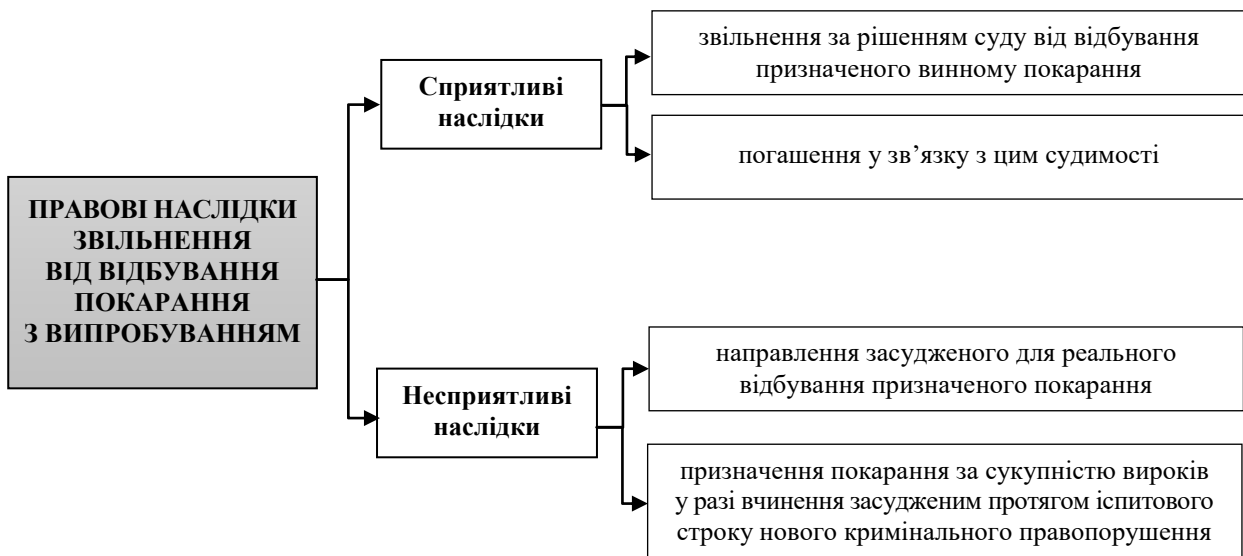 ПРАВОВІ НАСЛІДКИ
ЗВІЛЬНЕННЯ
ВІД ВІДБУВАННЯ
ПОКАРАННЯ
З ВИПРОБУВАННЯМ
Сприятливі
наслідки
звільнення за рішенням суду від відбування
призначеного винному покарання
погашення у зв’язку з цим судимості
Несприятливі
наслідки
направлення засудженого для реального
відбування призначеного покарання
призначення покарання за сукупністю вироків
у разі вчинення засудженим протягом іспитового
строку нового кримінального правопорушення